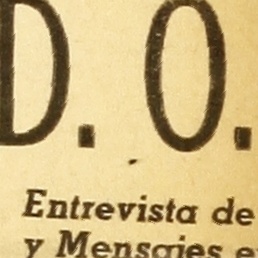 D. O.
Entrevista de
y Mensajes e